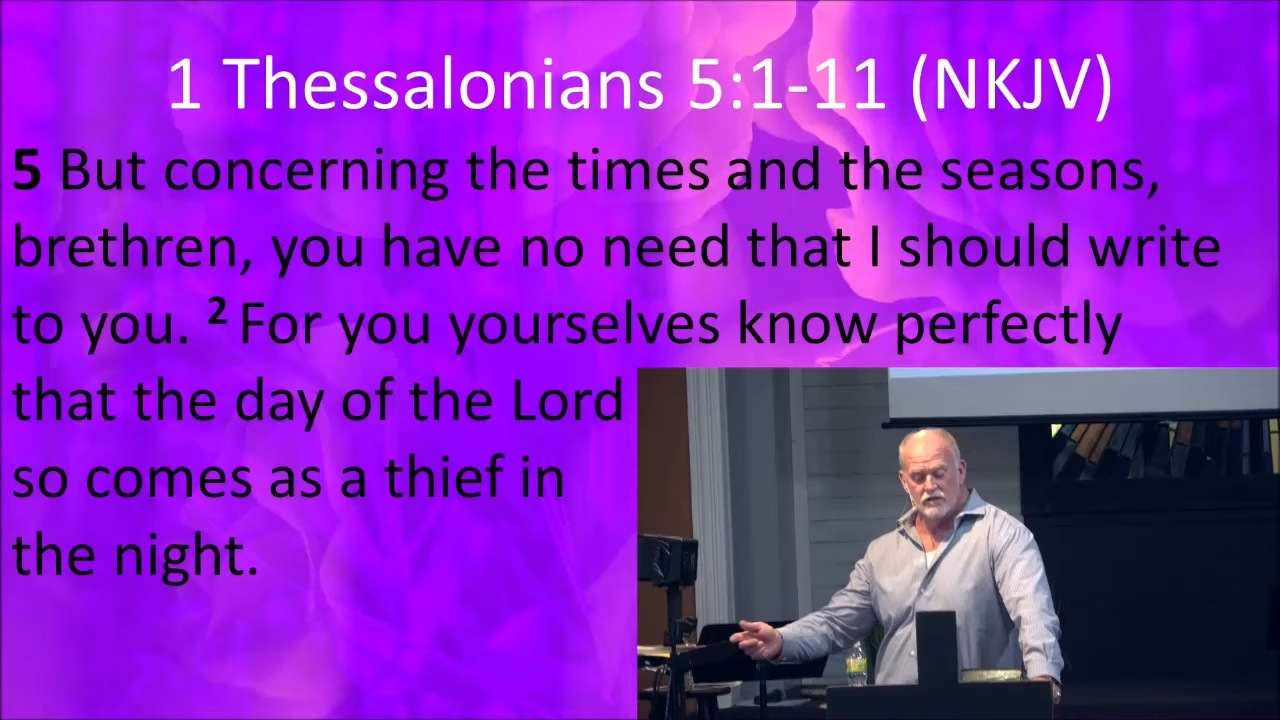 1 Thessalonians 5:1-11 (NKJV)
5 But concerning the times and the seasons,
brethren, you have no need that I should write
to you. 2 For you yourselves know perfectly
that the day of the Lord
so comes as a thief in
the night.